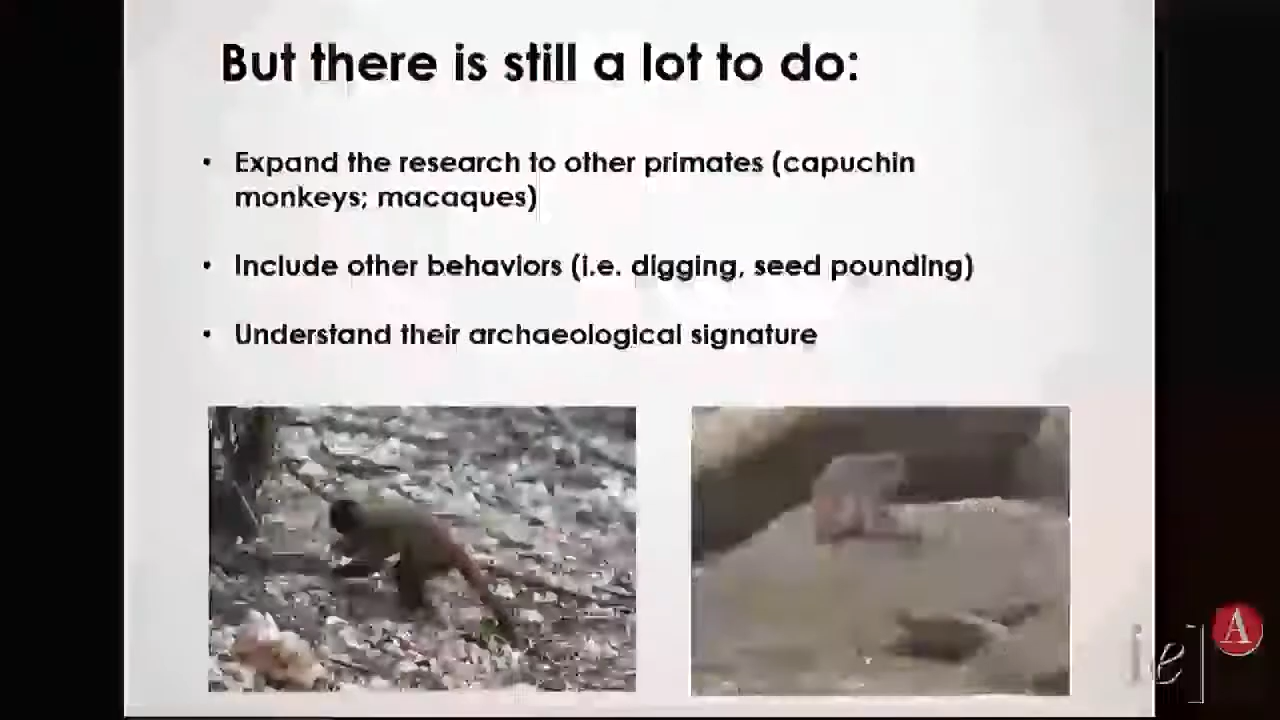 But there is still a lot to do:
• Expand the research to other primates (capuchin
monkeys; macaques)
• Include other behaviors (i.e. digging, seed pounding)
• Understand their archaeological signature
A
ie]